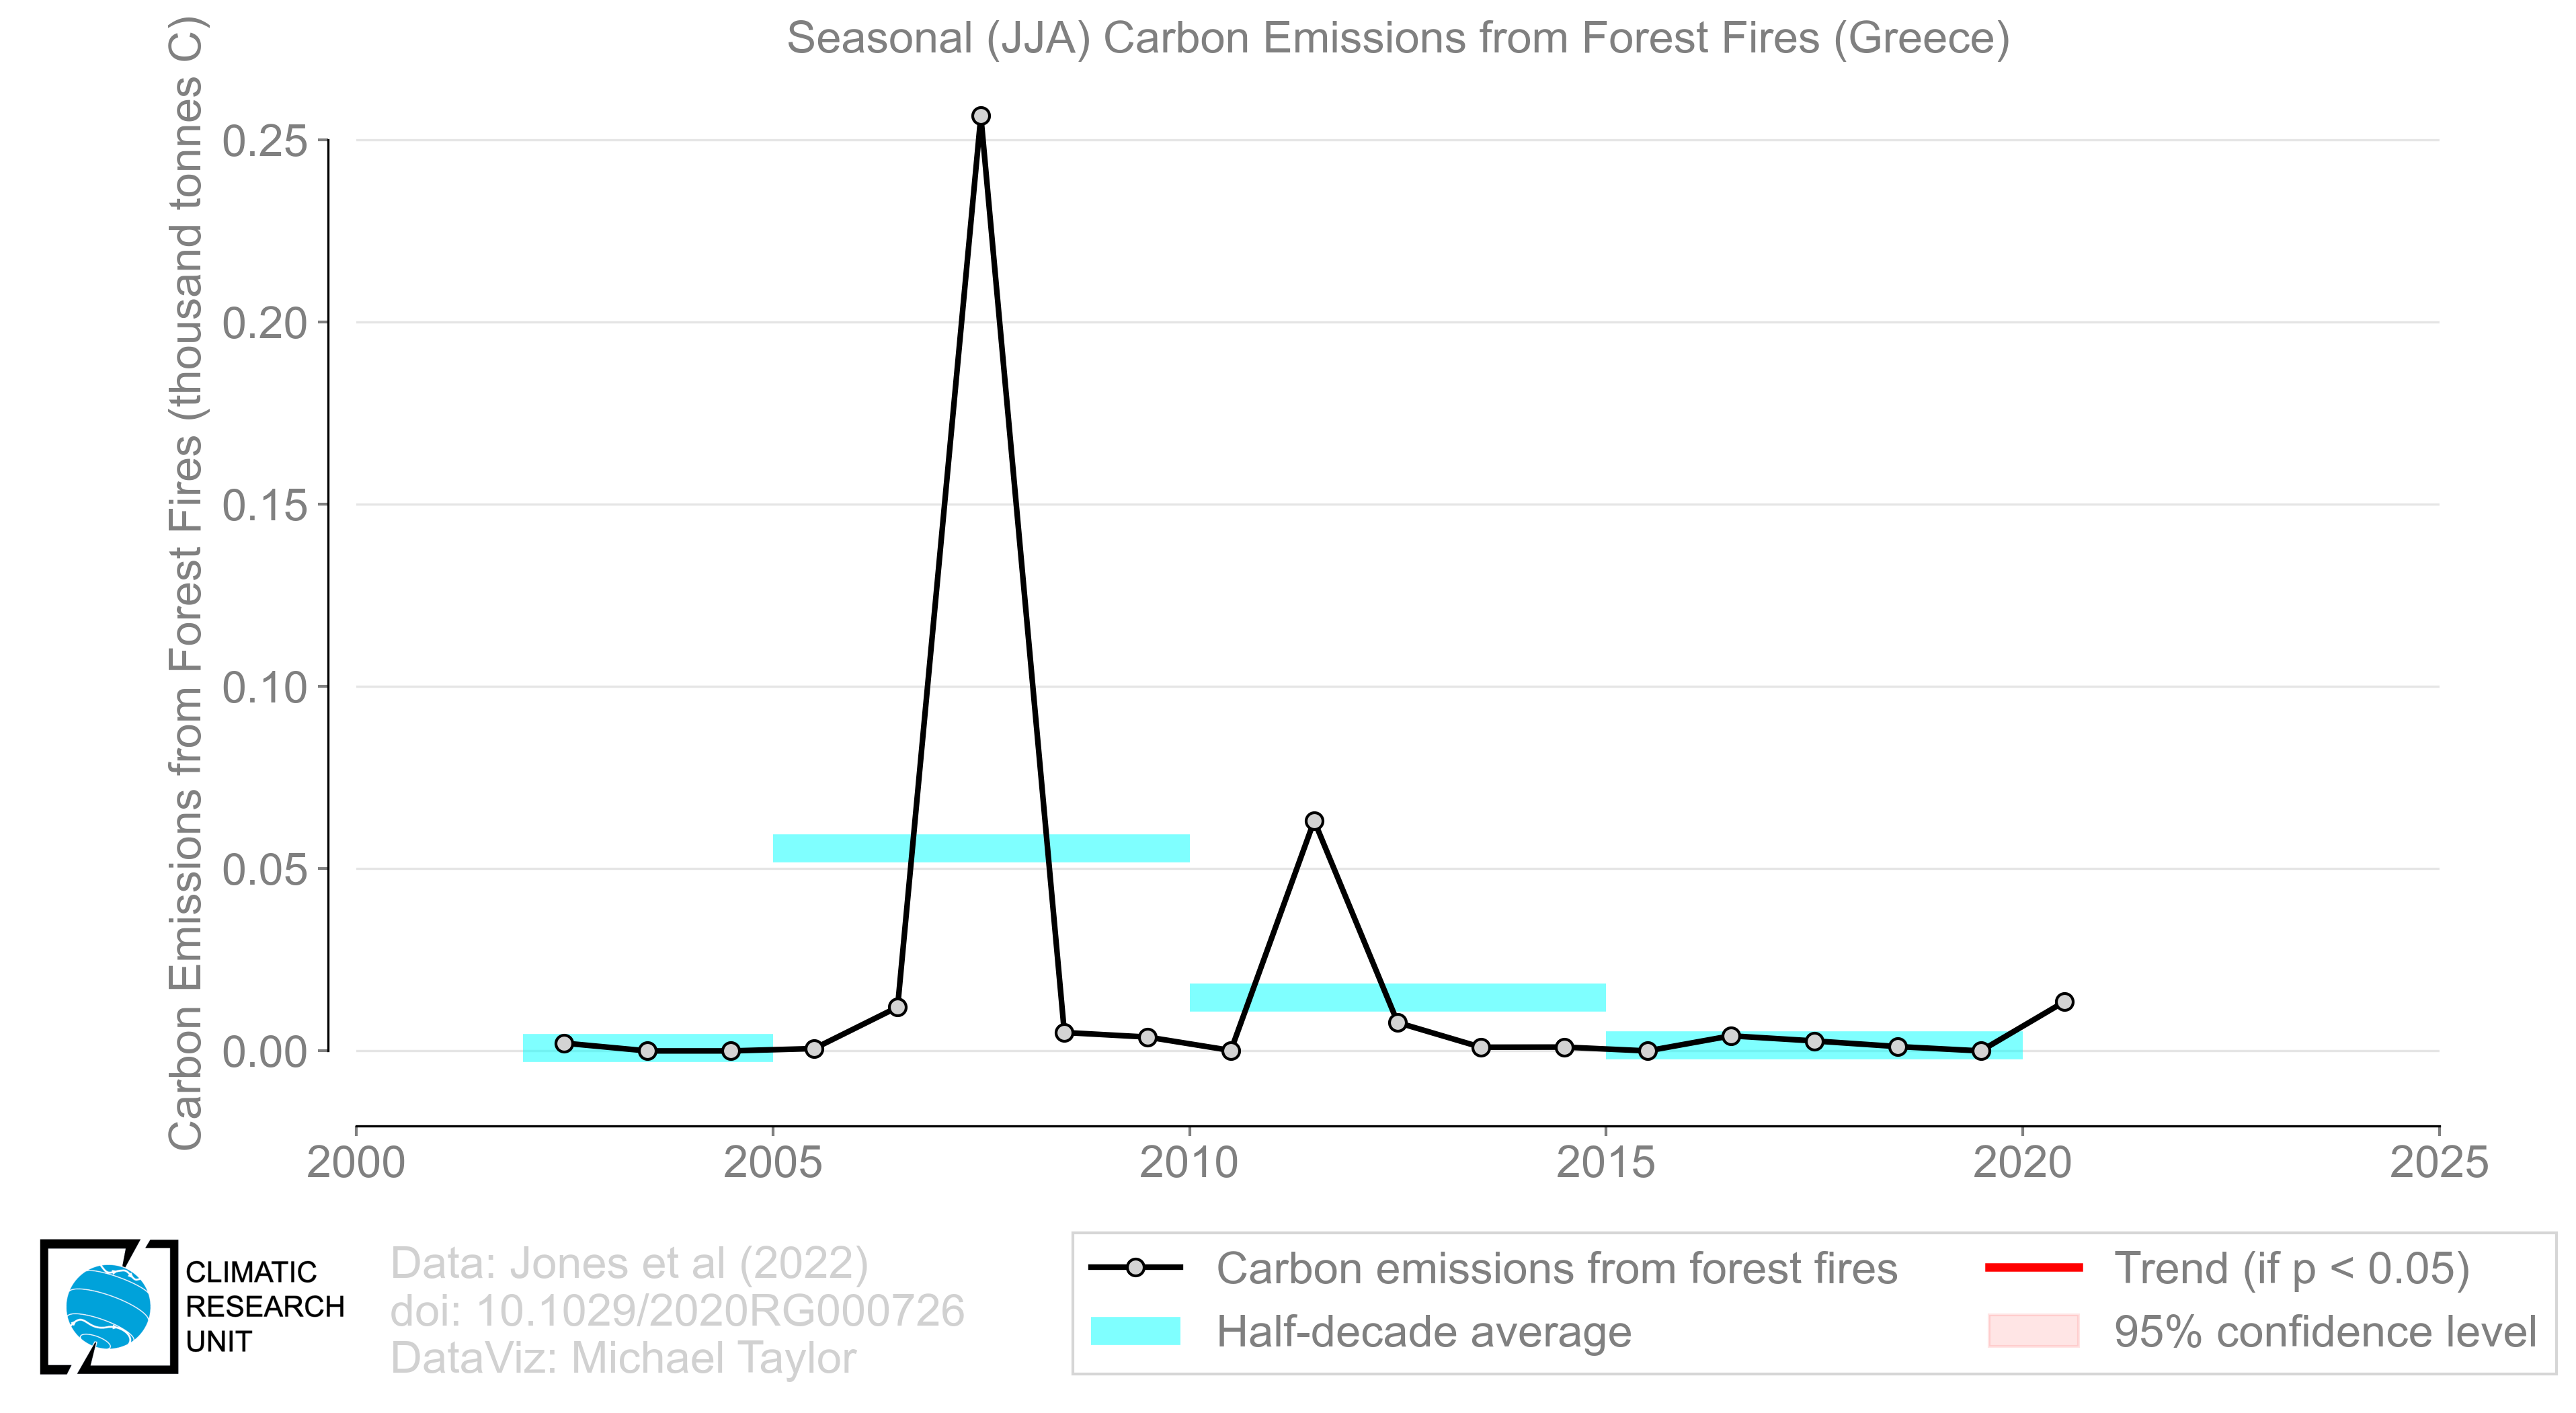 Seasonal (JJA) Carbon Emissions from Forest Fires (Greece)
Carbon Emissions from Forest Fires (thousand tonnes C)
0.25
0.20
0.15
0.10
0.05
0.00
2000 2005 2010 2015 2020 2025
CLIMATIC
RESEARCH
UNIT
Data: Jones et al (2022)
doi: 10.1029/2020RG000726
DataViz: Michael Taylor
Carbon emissions from forest fires
Half-decade average
Trend (if p < 0.05)
95% confidence level